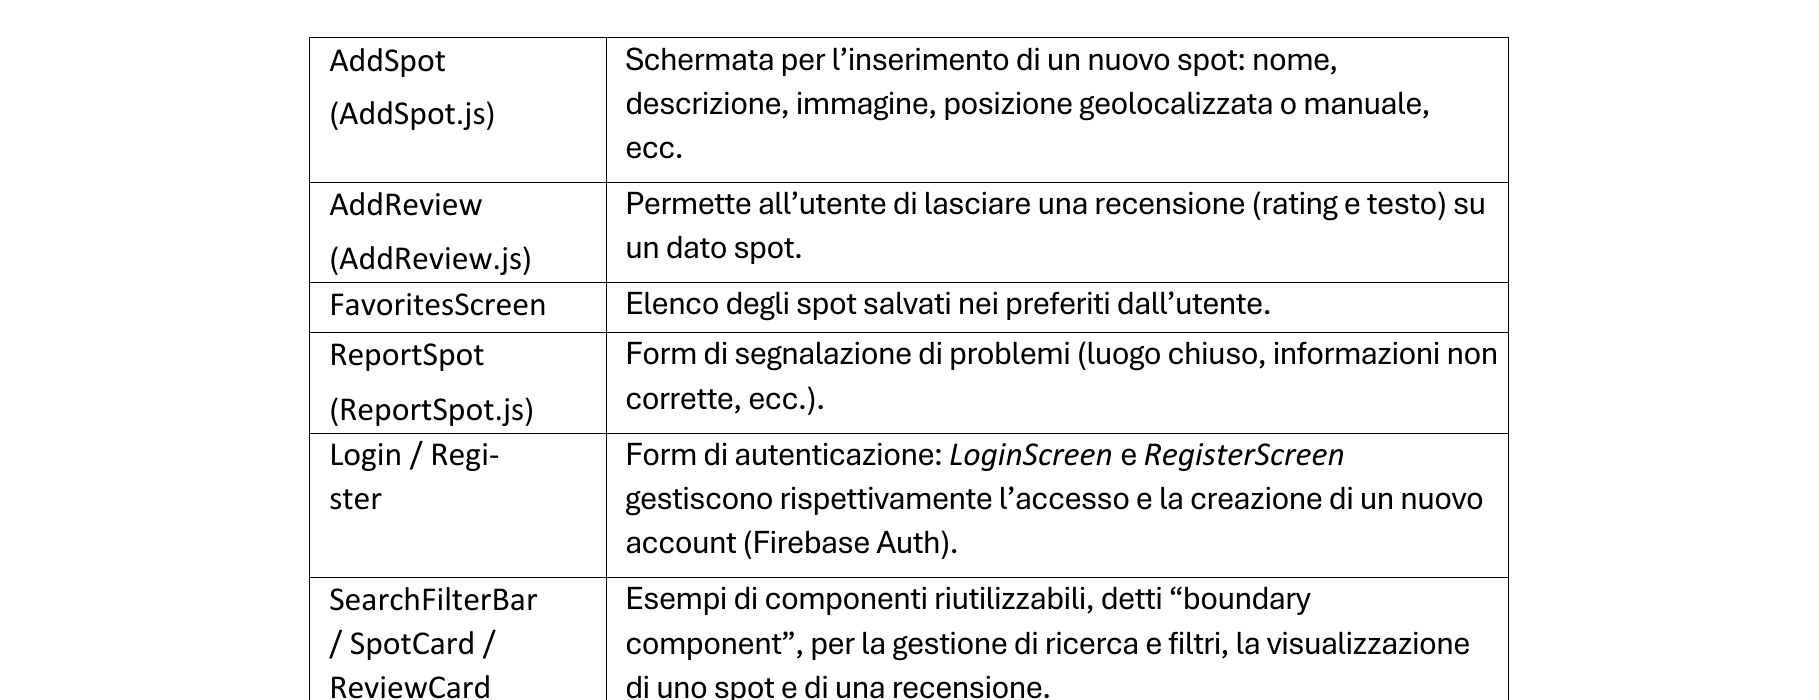 AddSpot
(AddSpot.js)
Schermata per l’inserimento di un nuovo spot: nome,
descrizione, immagine, posizione geolocalizzata o manuale,
ecc.
AddReview
(AddReview.js)
Permette all’utente di lasciare una recensione (rating e testo) su
un dato spot.
FavoritesScreen
Elenco degli spot salvati nei preferiti dall’utente.
ReportSpot
(ReportSpot.js)
Form di segnalazione di problemi (luogo chiuso, informazioni non
corrette, ecc.).
Login / Regi-
ster
Form di autenticazione: LoginScreen e RegisterScreen
gestiscono rispettivamente l’accesso e la creazione di un nuovo
account (Firebase Auth).
SearchFilterBar
/ SpotCard /
ReviewCard
Esempi di componenti riutilizzabili, detti “boundary
component”, per la gestione di ricerca e filtri, la visualizzazione
di uno spot e di una recensione.